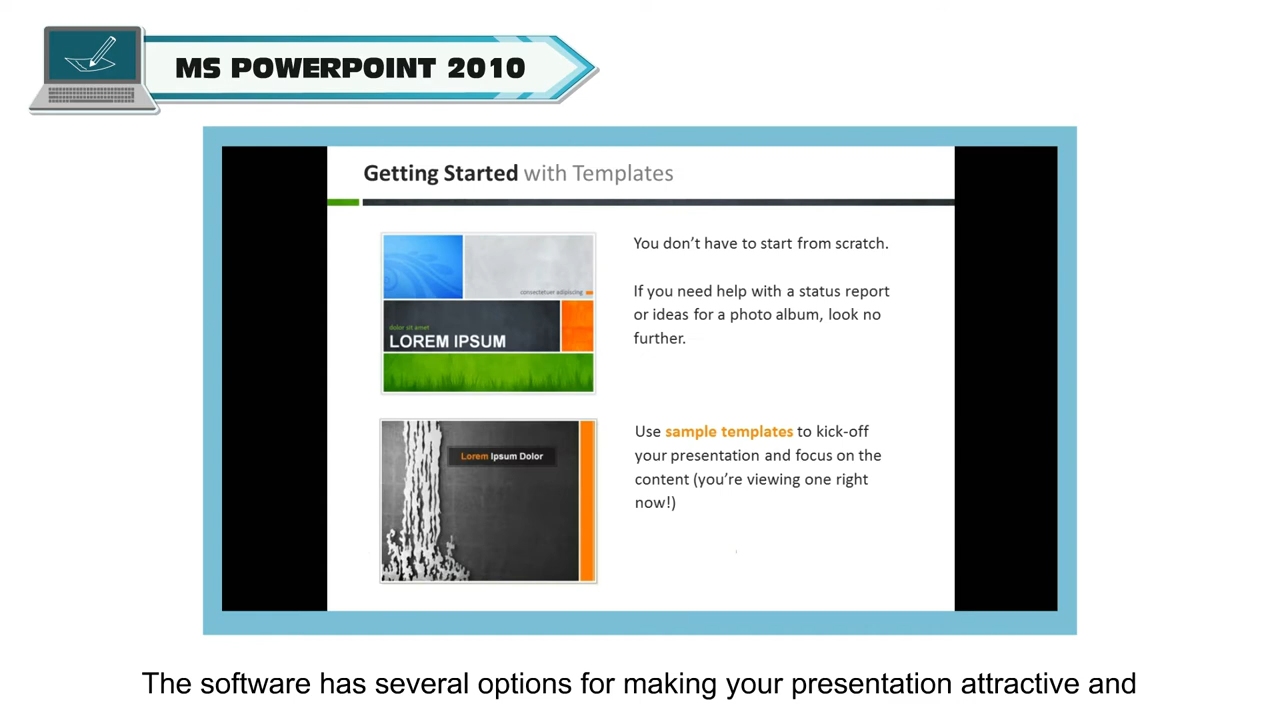 MS POWERPOINT 2010
Getting Started with Templates
You don't have to start from scratch.
consectetuer adipiscing
If you need help with a status report
or ideas for a photo album, look no
further.
dolor sit amet
LOREM IPSUM
Use sample templates to kick-off
your presentation and focus on the
content (you're viewing one right
now!)
Lorem Ipsum Dolor
The software has several options for making your presentation attractive and